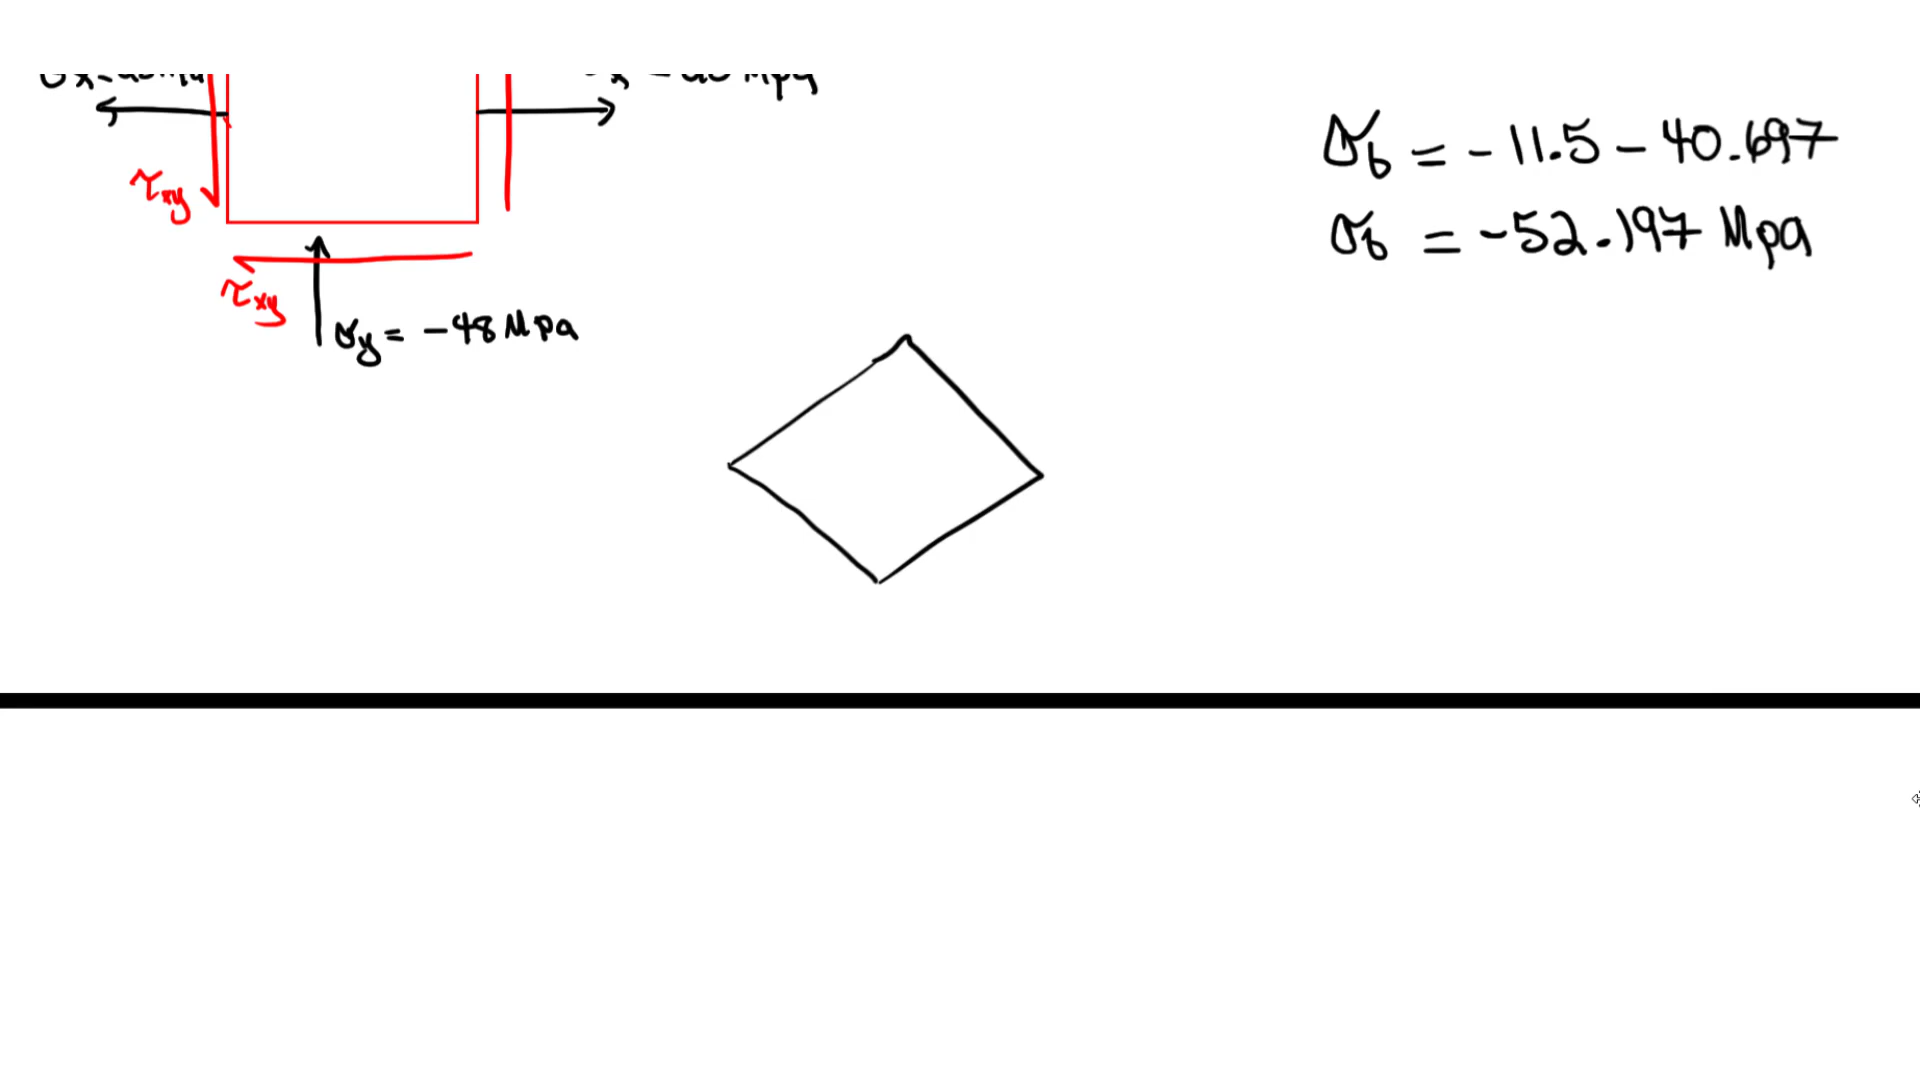 τxy
τxy
σy = -48 Mpa
σb = -11.5 - 40.697
σb = -52.197 Mpa